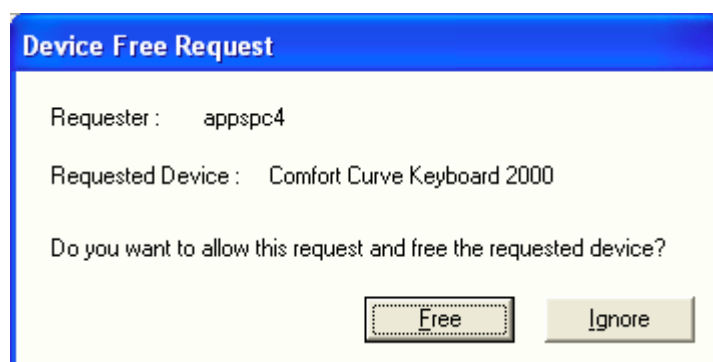 Device Free Request
Requester : appspc4
Requested Device : Comfort Curve Keyboard 2000
Do you want to allow this request and free the requested device?
Free Ignore